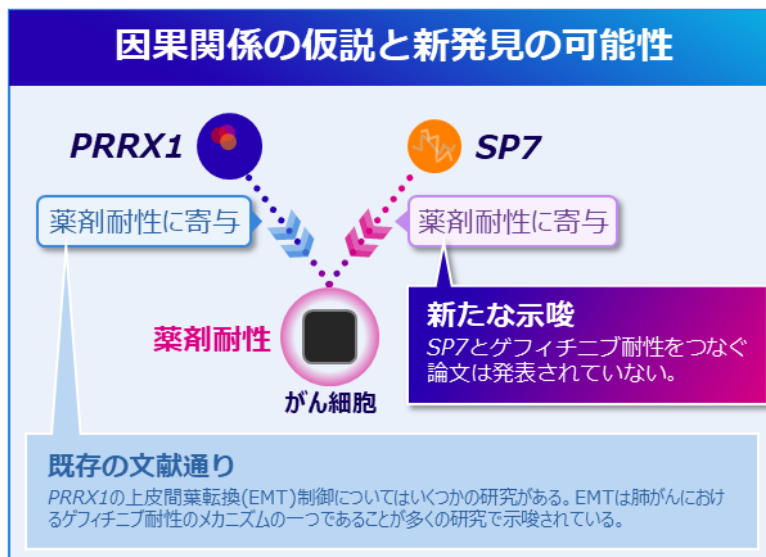 因果関係の仮説と新発見の可能性
PRRX1
SP7
薬剤耐性に寄与
薬剤耐性に寄与
薬剤耐性
がん細胞
新たな示唆
SP7とゲフィチニブ耐性をつなぐ
論文は発表されていない。
既存の文献通り
PRRX1の上皮間葉転換(EMT)制御についてはいくつかの研究がある。EMTは肺がんにおけ
るゲフィチニブ耐性のメカニズムの一つであることが多くの研究で示唆されている。